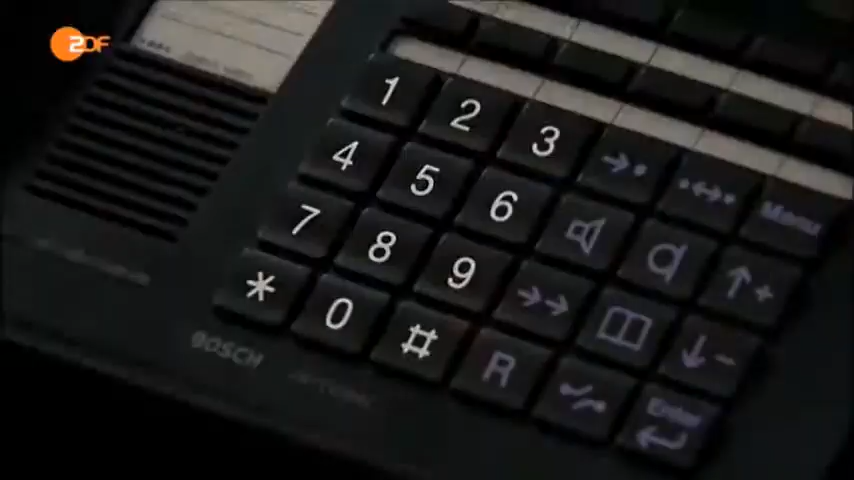 ZDF
1 2 3
4 5 6 Menu
7 8 9 +
* 0 # -
R Enter
BOSCH